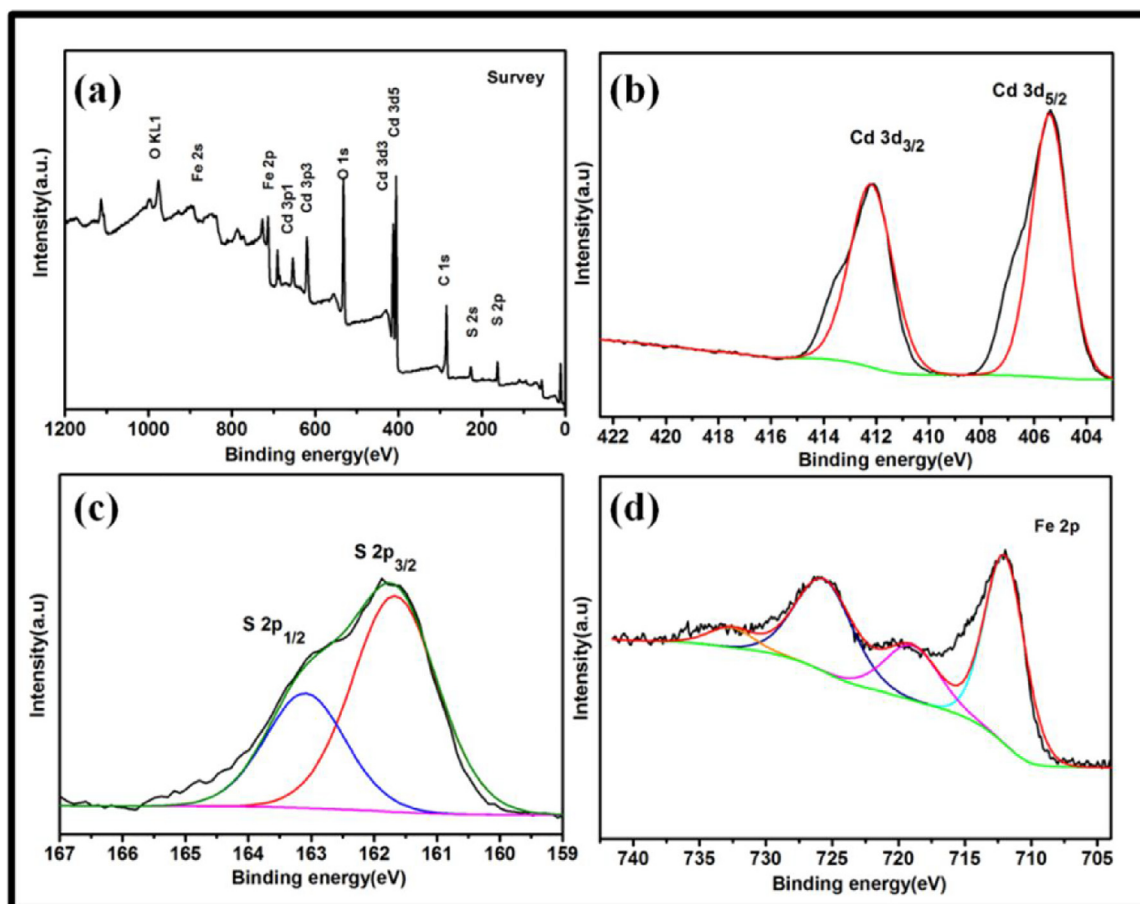 (a)
Survey
O KL1
Fe 2s
Fe 2p
Cd 3p1
Cd 3p3
O 1s
Cd 3d3
Cd 3d5
C 1s
S 2s
S 2p
Intensity(a.u.)
1200 1000 800 600 400 200 0
Binding energy(eV)
(b)
Cd 3d5/2
Cd 3d3/2
Intensity(a.u.)
422 420 418 416 414 412 410 408 406 404
Binding energy(eV)
(c)
S 2p3/2
S 2p1/2
Intensity(a.u)
167 166 165 164 163 162 161 160 159
Binding energy(eV)
(d)
Fe 2p
Intensity(a.u)
740 735 730 725 720 715 710 705
Binding energy(eV)